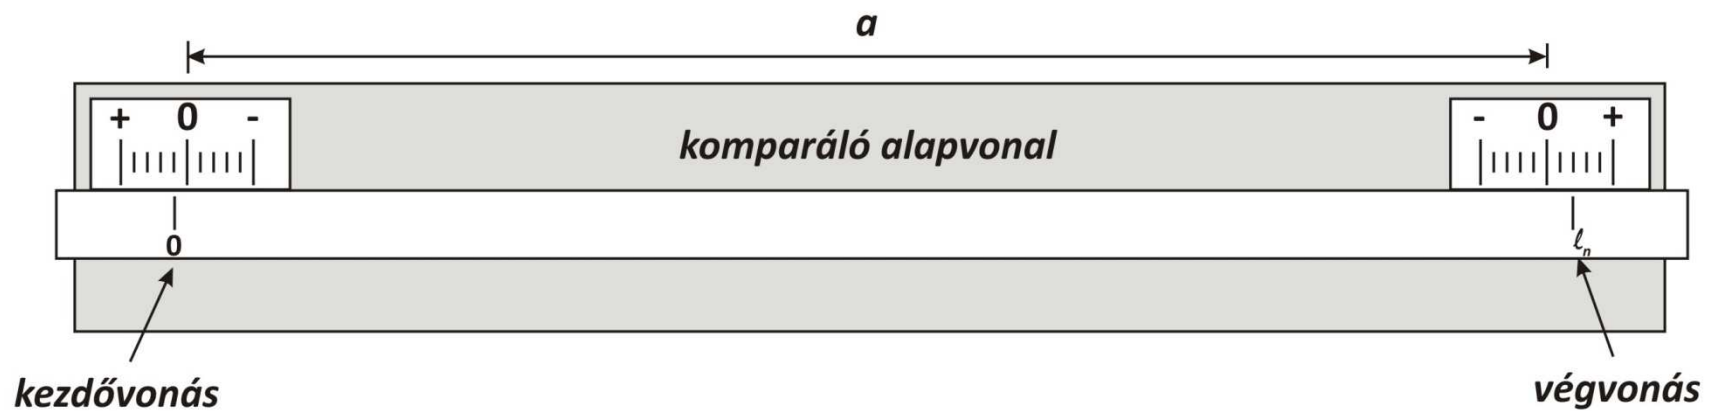 a
+ 0 -
- 0 +
komparáló alapvonal
0
ℓn
kezdővonás
végvonás